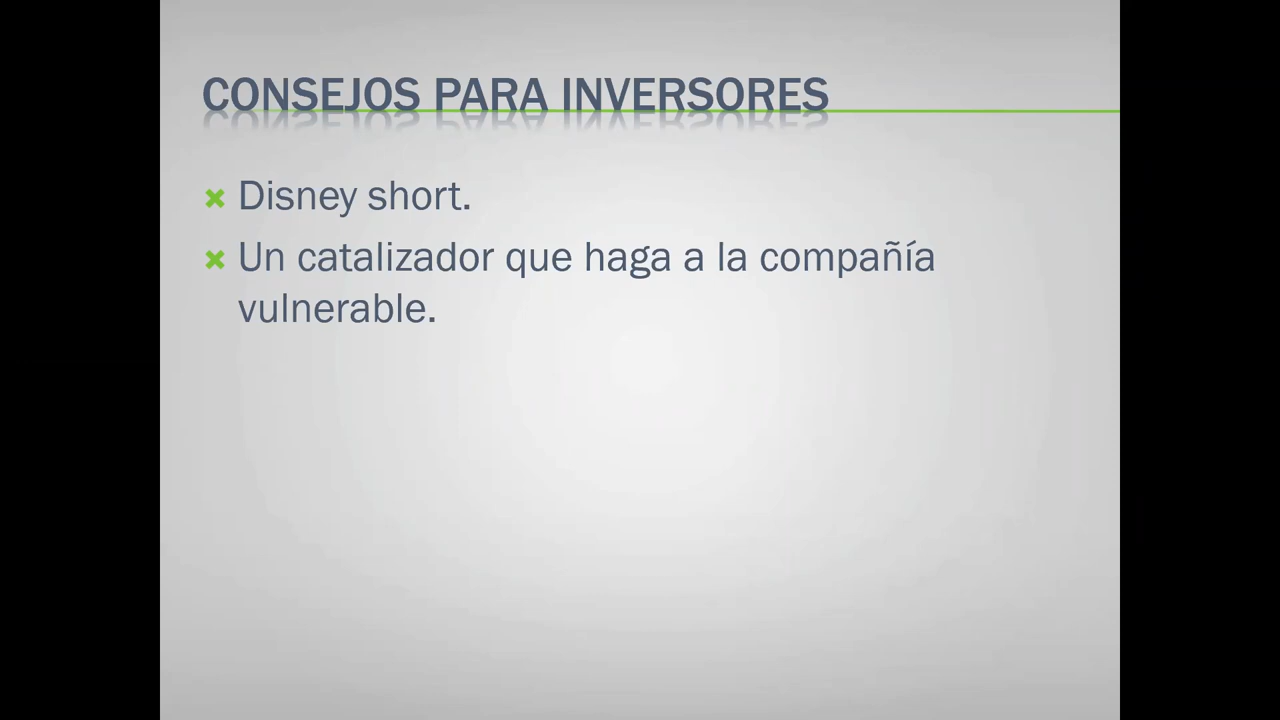 CONSEJOS PARA INVERSORES
Disney short.
Un catalizador que haga a la compañía
vulnerable.